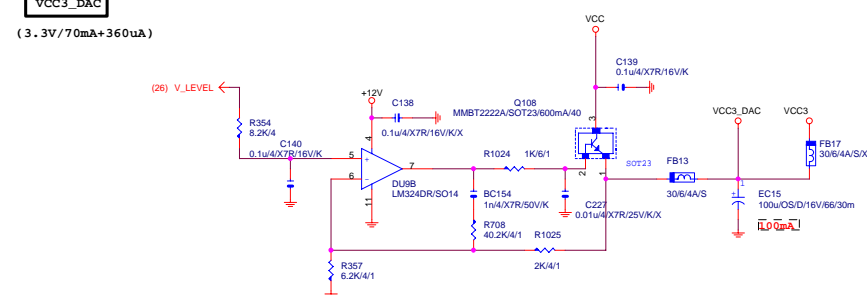 VCC3_DAC
(3.3V/70mA+360uA)
VCC
C139
0.1u/4/X7R/16V/K
(26) V_LEVEL
+12V
C138
0.1u/4/X7R/16V/K/X
Q108
MMBT2222A/SOT23/600mA/40
3
VCC3_DAC
VCC3
R354
8.2K/4
C140
0.1u/4/X7R/16V/K
4
5
+
6
-
7
11
DU9B
LM324DR/SO14
R1024
1K/6/1
2
1
SOT23
FB13
30/6/4A/S
FB17
30/6/4A/S/X
BC154
1n/4/X7R/50V/K
C227
0.01u/4/X7R/25V/K/X
1
+
EC15
100u/OS/D/16V/66/30m
100mA
R708
40.2K/4/1
R1025
2K/4/1
R357
6.2K/4/1